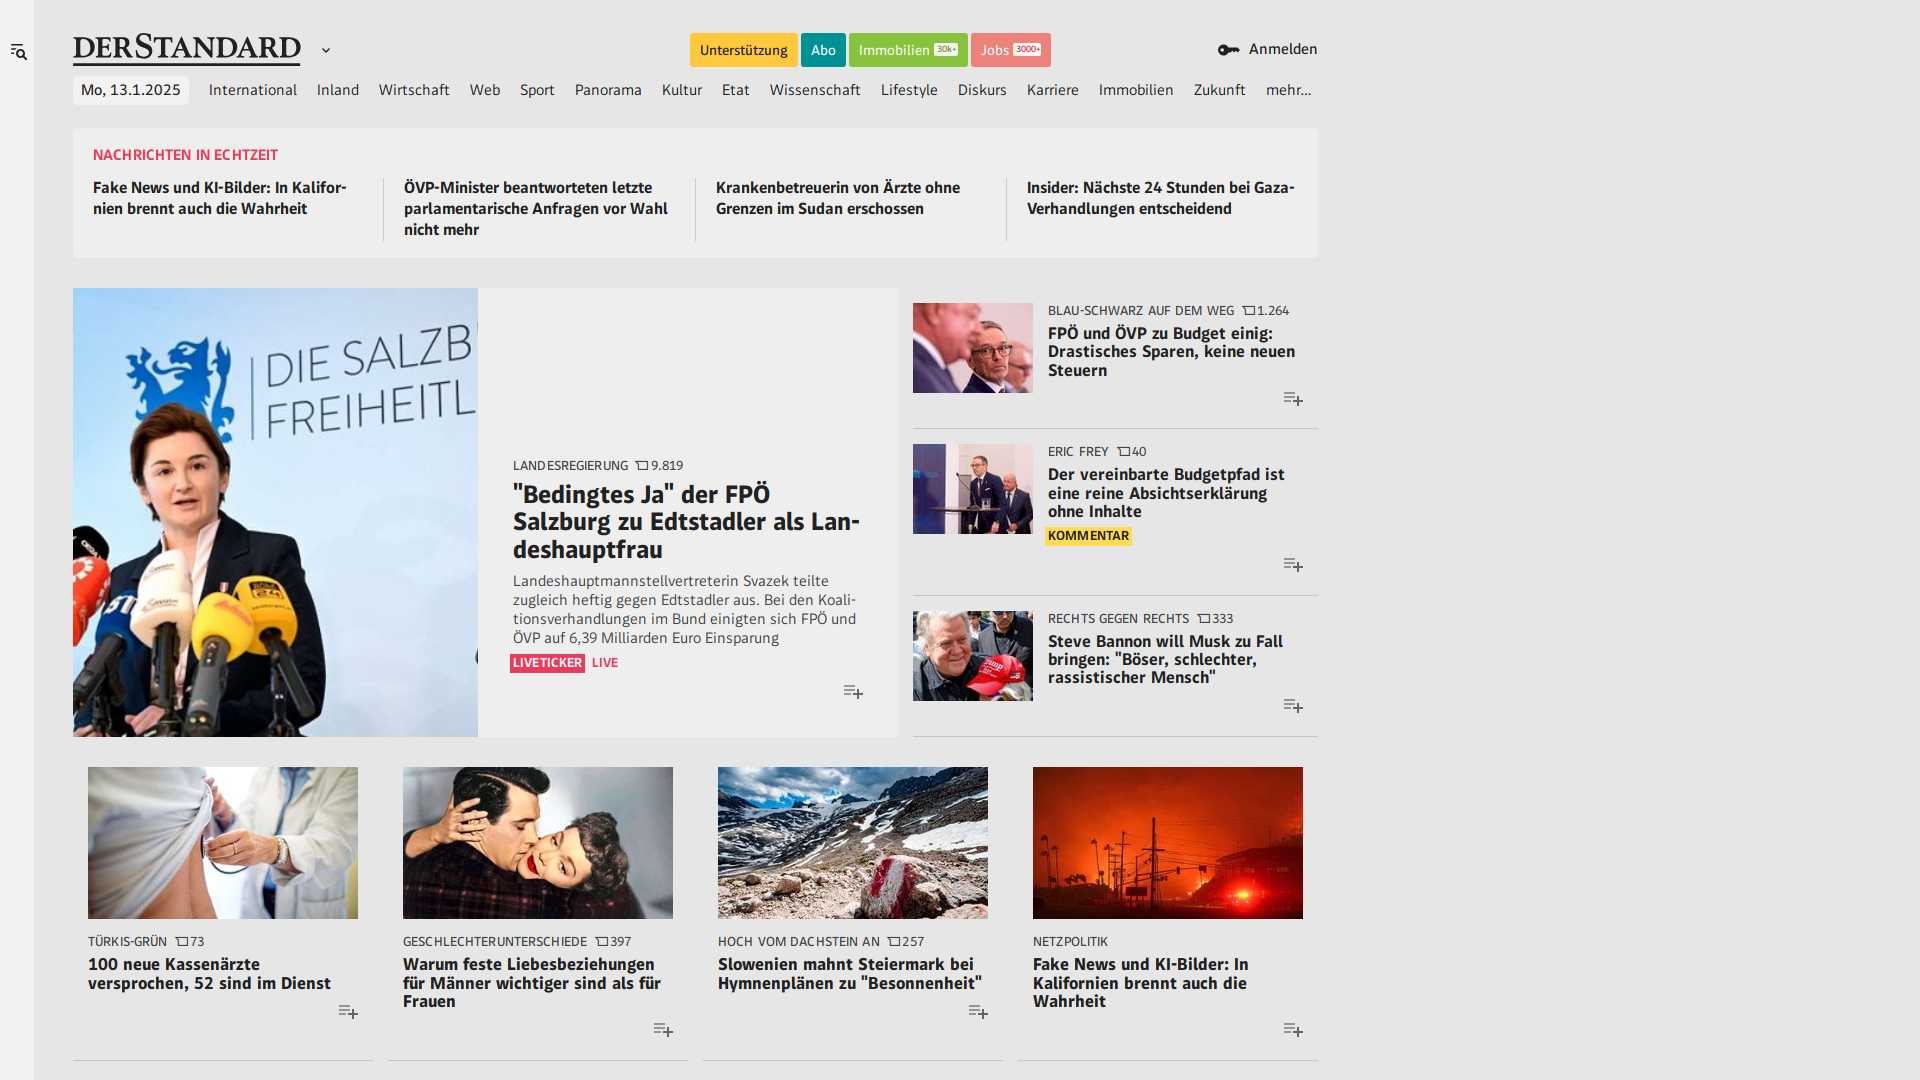 DERSTANDARD
Unterstützung
Abo
Immobilien 30k+
Jobs 3000+
Anmelden
Mo, 13.1.2025
International
Inland
Wirtschaft
Web
Sport
Panorama
Kultur
Etat
Wissenschaft
Lifestyle
Diskurs
Karriere
Immobilien
Zukunft
mehr...
NACHRICHTEN IN ECHTZEIT
Fake News und KI-Bilder: In Kalifor-
nien brennt auch die Wahrheit
ÖVP-Minister beantworteten letzte
parlamentarische Anfragen vor Wahl
nicht mehr
Krankenbetreuerin von Ärzte ohne
Grenzen im Sudan erschossen
Insider: Nächste 24 Stunden bei Gaza-
Verhandlungen entscheidend
DIE SALZB
FREIHEITL
LANDESREGIERUNG 9.819
"Bedingtes Ja" der FPÖ
Salzburg zu Edtstadler als Lan-
deshauptfrau
Landeshauptmannstellvertreterin Svazek teilte
zugleich heftig gegen Edtstadler aus. Bei den Koali-
tionsverhandlungen im Bund einigten sich FPÖ und
ÖVP auf 6,39 Milliarden Euro Einsparung
LIVETICKER LIVE
BLAU-SCHWARZ AUF DEM WEG 1.264
FPÖ und ÖVP zu Budget einig:
Drastisches Sparen, keine neuen
Steuern
ERIC FREY 40
Der vereinbarte Budgetpfad ist
eine reine Absichtserklärung
ohne Inhalte
KOMMENTAR
RECHTS GEGEN RECHTS 333
Steve Bannon will Musk zu Fall
bringen: "Böser, schlechter,
rassistischer Mensch"
TÜRKIS-GRÜN 73
100 neue Kassenärzte
versprochen, 52 sind im Dienst
GESCHLECHTERUNTERSCHIEDE 397
Warum feste Liebesbeziehungen
für Männer wichtiger sind als für
Frauen
HOCH VOM DACHSTEIN AN 257
Slowenien mahnt Steiermark bei
Hymnenplänen zu "Besonnenheit"
NETZPOLITIK
Fake News und KI-Bilder: In
Kalifornien brennt auch die
Wahrheit